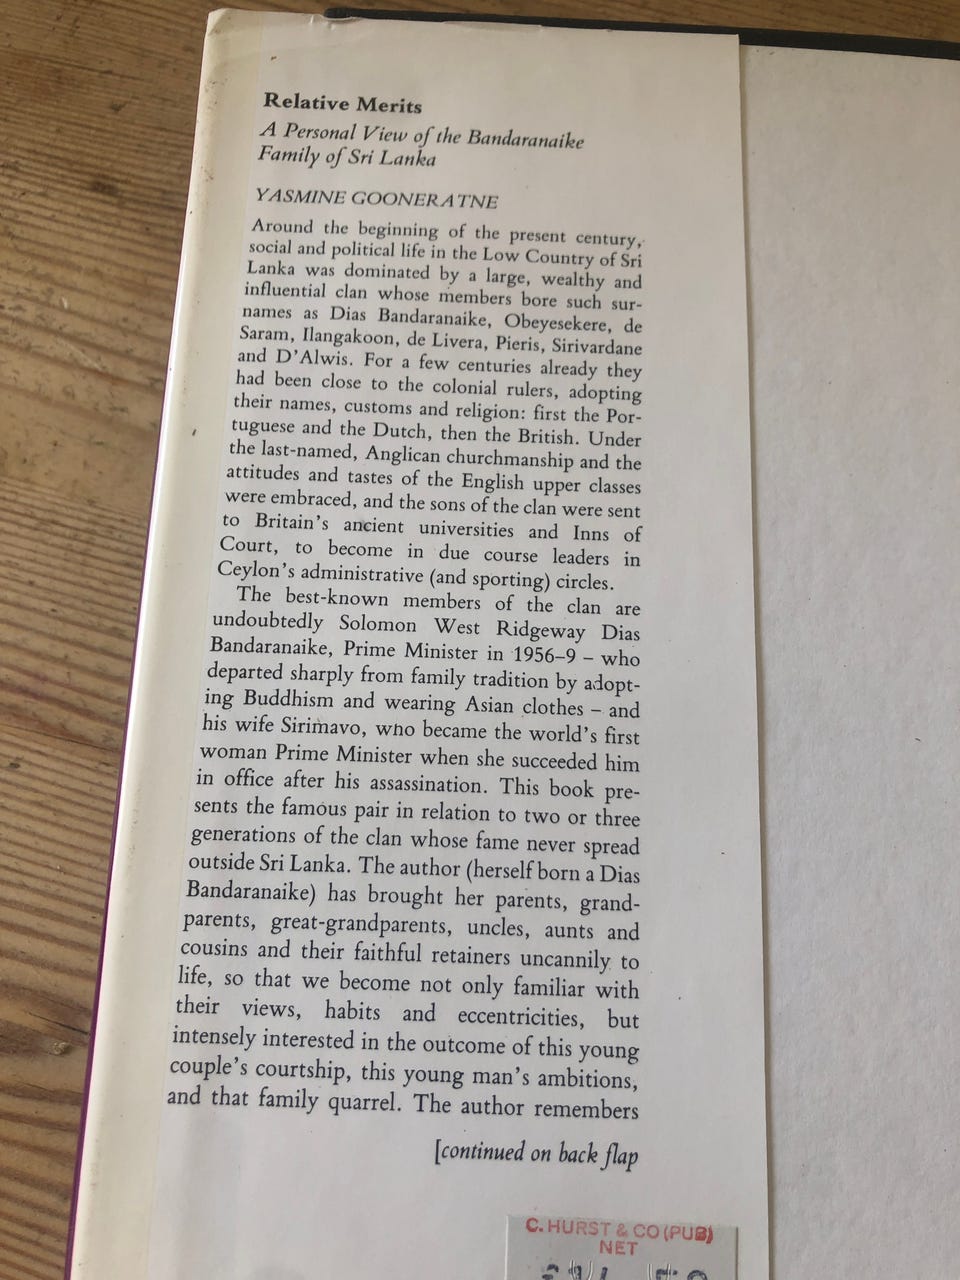 Relative Merits
A Personal View of the Bandaranaike
Family of Sri Lanka
YASMINE GOONERATNE
Around the beginning of the present century,
social and political life in the Low Country of Sri
Lanka was dominated by a large, wealthy and
influential clan whose members bore such sur-
names as Dias Bandaranaike, Obeyesekere, de
Saram, Ilangakoon, de Livera, Pieris, Sirivardane
and D'Alwis. For a few centuries already they
had been close to the colonial rulers, adopting
their names, customs and religion: first the Por-
tuguese and the Dutch, then the British. Under
the last-named, Anglican churchmanship and the
attitudes and tastes of the English upper classes
were embraced, and the sons of the clan were sent
to Britain's ancient universities and Inns of
Court, to become in due course leaders in
Ceylon's administrative (and sporting) circles.
The best-known members of the clan are
undoubtedly Solomon West Ridgeway Dias
Bandaranaike, Prime Minister in 1956–9 – who
departed sharply from family tradition by adopt-
ing Buddhism and wearing Asian clothes – and
his wife Sirimavo, who became the world's first
woman Prime Minister when she succeeded him
in office after his assassination. This book pre-
sents the famous pair in relation to two or three
generations of the clan whose fame never spread
outside Sri Lanka. The author (herself born a Dias
Bandaranaike) has brought her parents, grand-
parents, great-grandparents, uncles, aunts and
cousins and their faithful retainers uncannily to
life, so that we become not only familiar with
their views, habits and eccentricities, but
intensely interested in the outcome of this young
couple's courtship, this young man's ambitions,
and that family quarrel. The author remembers
[continued on back flap
C. HURST & CO (PUB)
NET